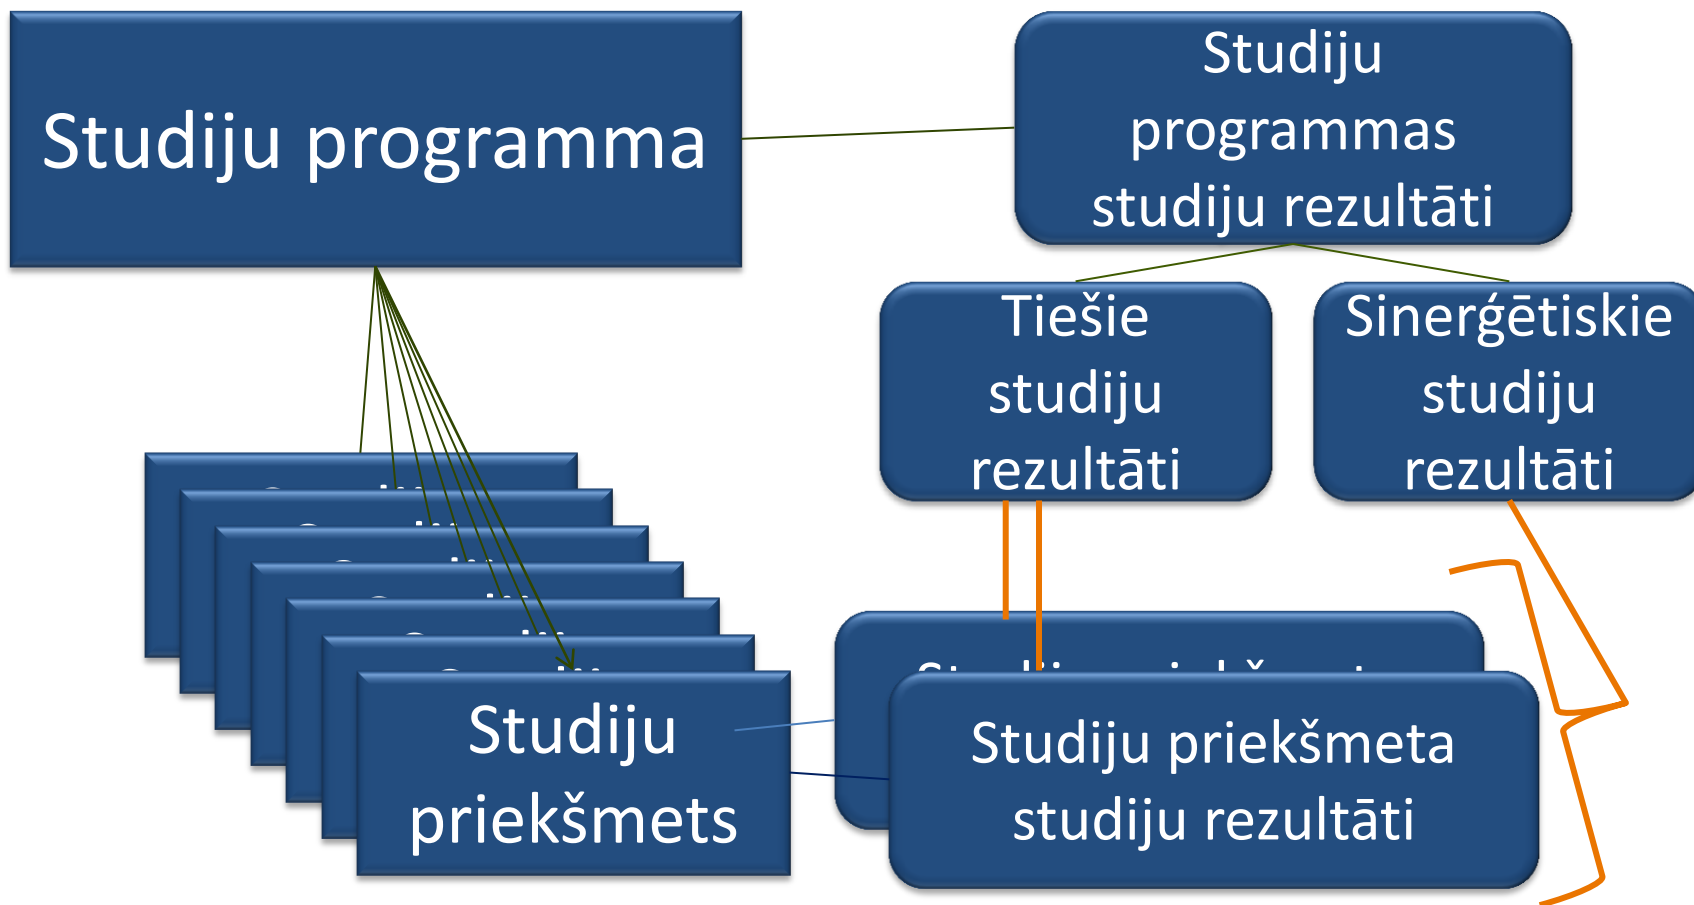 Studiju programma
Studiju
programmas
studiju rezultāti
Tiešie
studiju
rezultāti
Sinerģētiskie
studiju
rezultāti
Studiju
priekšmets
Studiju priekšmeta
studiju rezultāti